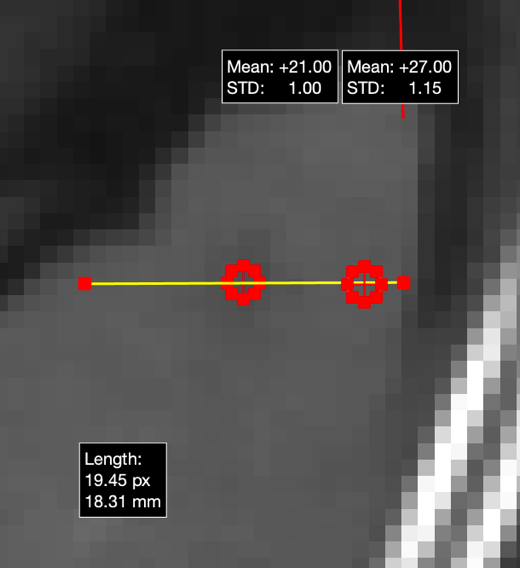 Mean: +21.00
STD: 1.00
Mean: +27.00
STD: 1.15
Length:
19.45 px
18.31 mm